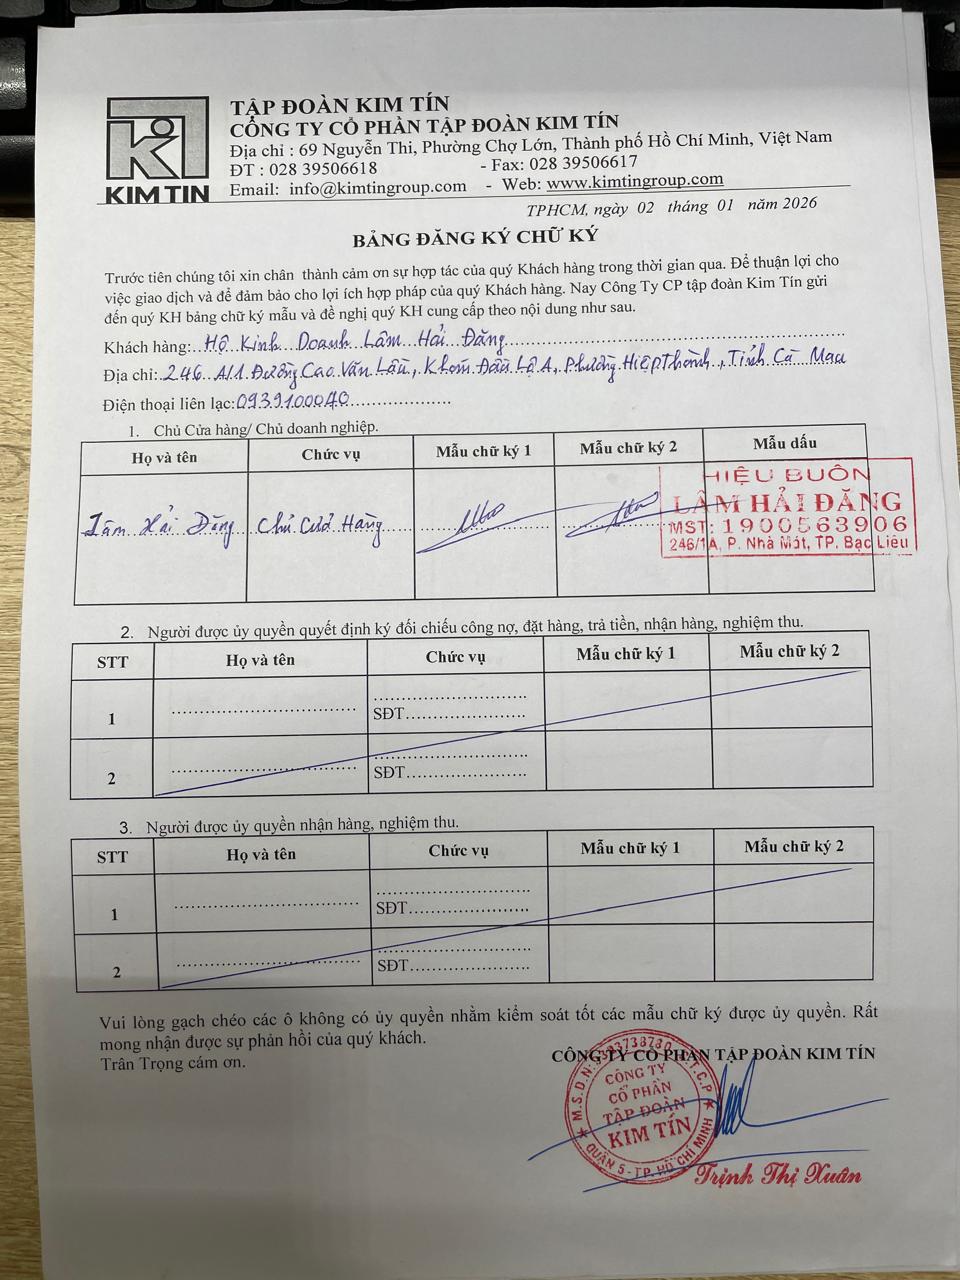 KIM TIN
TẬP ĐOÀN KIM TÍN
CÔNG TY CỔ PHẦN TẬP ĐOÀN KIM TÍN
Địa chỉ : 69 Nguyễn Thi, Phường Chợ Lớn, Thành phố Hồ Chí Minh, Việt Nam
ĐT : 028 39506618 - Fax: 028 39506617
Email: info@kimtingroup.com - Web: www.kimtingroup.com
TPHCM, ngày 02 tháng 01 năm 2026
BẢNG ĐĂNG KÝ CHỮ KÝ
Trước tiên chúng tôi xin chân thành cảm ơn sự hợp tác của quý Khách hàng trong thời gian qua. Để thuận lợi cho
việc giao dịch và để đảm bảo cho lợi ích hợp pháp của quý Khách hàng. Nay Công Ty CP tập đoàn Kim Tín gửi
đến quý KH bảng chữ ký mẫu và đề nghị quý KH cung cấp theo nội dung như sau.
Khách hàng: Hộ Kinh Doanh Lâm Hải Đăng
Địa chỉ: 246 A/1 Đường Cao Văn Lầu, Khóm Đầu Lộ A, Phường Hiệp Thành, Tỉnh Cà Mau
Điện thoại liên lạc: 0939100040
1. Chủ Cửa hàng/ Chủ doanh nghiệp.
Họ và tên Chức vụ Mẫu chữ ký 1 Mẫu chữ ký 2 Mẫu dấu
Lâm Hải Đăng Chủ Cửa Hàng
HIỆU BUÔN
LÂM HẢI ĐĂNG
MST: 1900563906
246/1A, P. Nhà Mát, TP. Bạc Liêu
2. Người được ủy quyền quyết định ký đối chiếu công nợ, đặt hàng, trả tiền, nhận hàng, nghiệm thu.
STT Họ và tên Chức vụ Mẫu chữ ký 1 Mẫu chữ ký 2
1 SĐT
2 SĐT
3. Người được ủy quyền nhận hàng, nghiệm thu.
STT Họ và tên Chức vụ Mẫu chữ ký 1 Mẫu chữ ký 2
1 SĐT
2 SĐT
Vui lòng gạch chéo các ô không có ủy quyền nhằm kiểm soát tốt các mẫu chữ ký được ủy quyền. Rất
mong nhận được sự phản hồi của quý khách.
Trân Trọng cám ơn.
CÔNG TY CỔ PHẦN TẬP ĐOÀN KIM TÍN
CÔNG TY
CỔ PHẦN
TẬP ĐOÀN
KIM TÍN
QUẬN 5 - TP. HỒ CHÍ MINH
Trịnh Thị Xuân